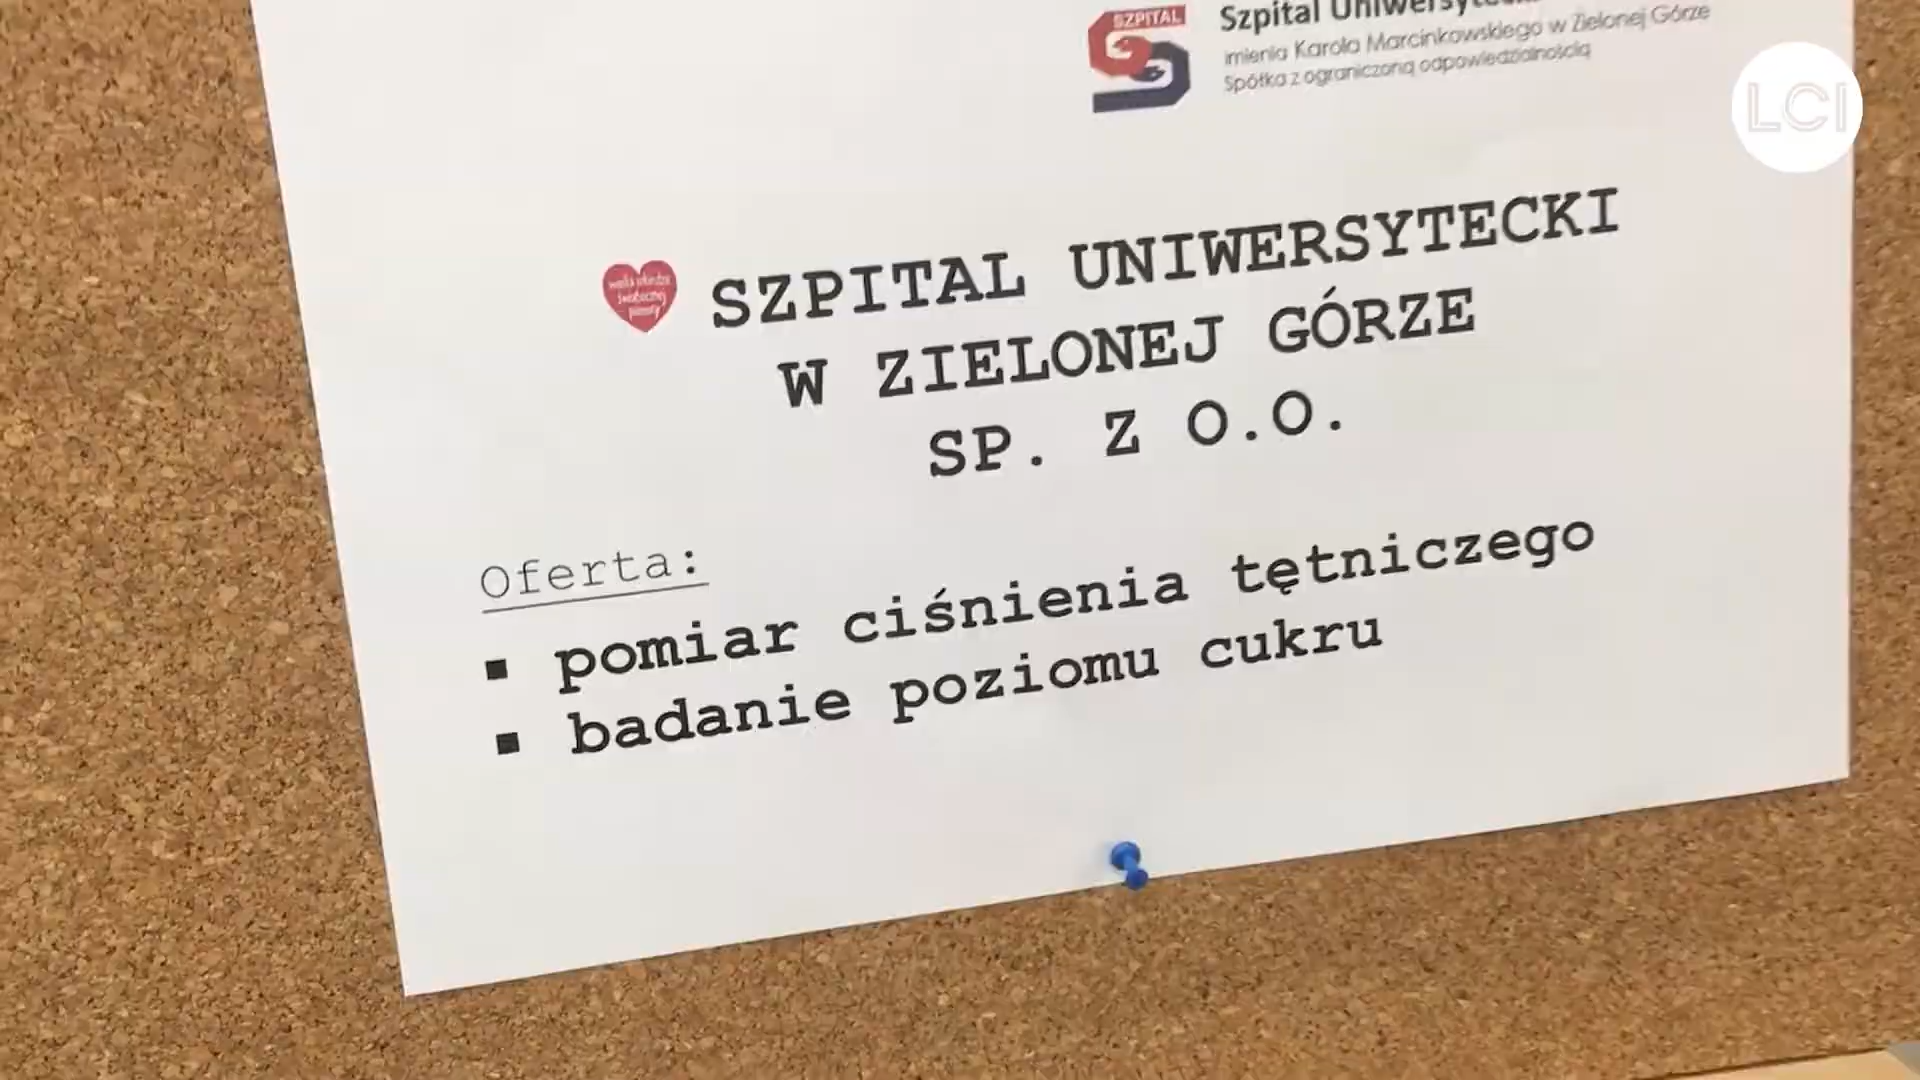 SZPITAL
Szpital
imienia Karola Marcinkowskiego w Zielonej Górze
Spółka z ograniczoną odpowiedzialnością
LCI
SZPITAL UNIWERSYTECKI
W ZIELONEJ GÓRZE
SP. Z O.O.
Oferta:
▪ pomiar ciśnienia tętniczego
▪ badanie poziomu cukru